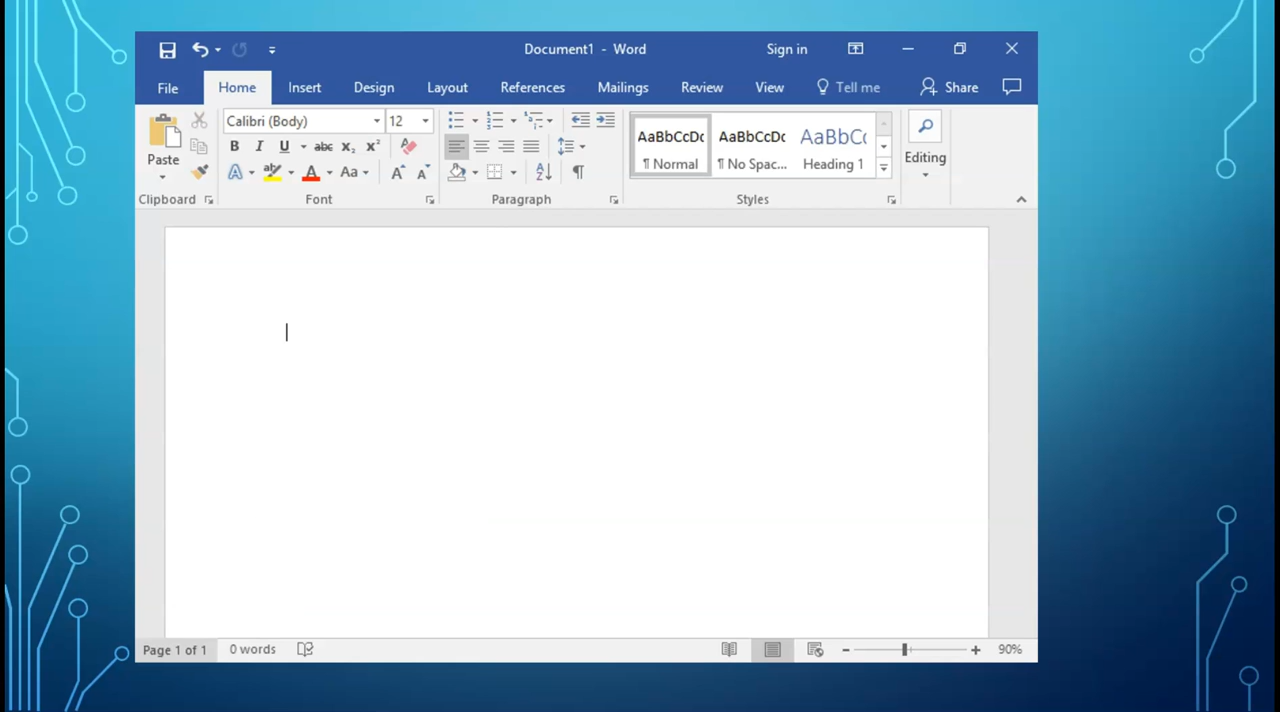 Document1 - Word Sign in
File Home Insert Design Layout References Mailings Review View Tell me Share
Calibri (Body) 12
AaBbCcDc AaBbCcDc AaBbCc
¶ Normal ¶ No Spac... Heading 1
Paste
B I U abc X₂ X²
A A Aa A A
Editing
Clipboard Font Paragraph Styles
Page 1 of 1 0 words 90%